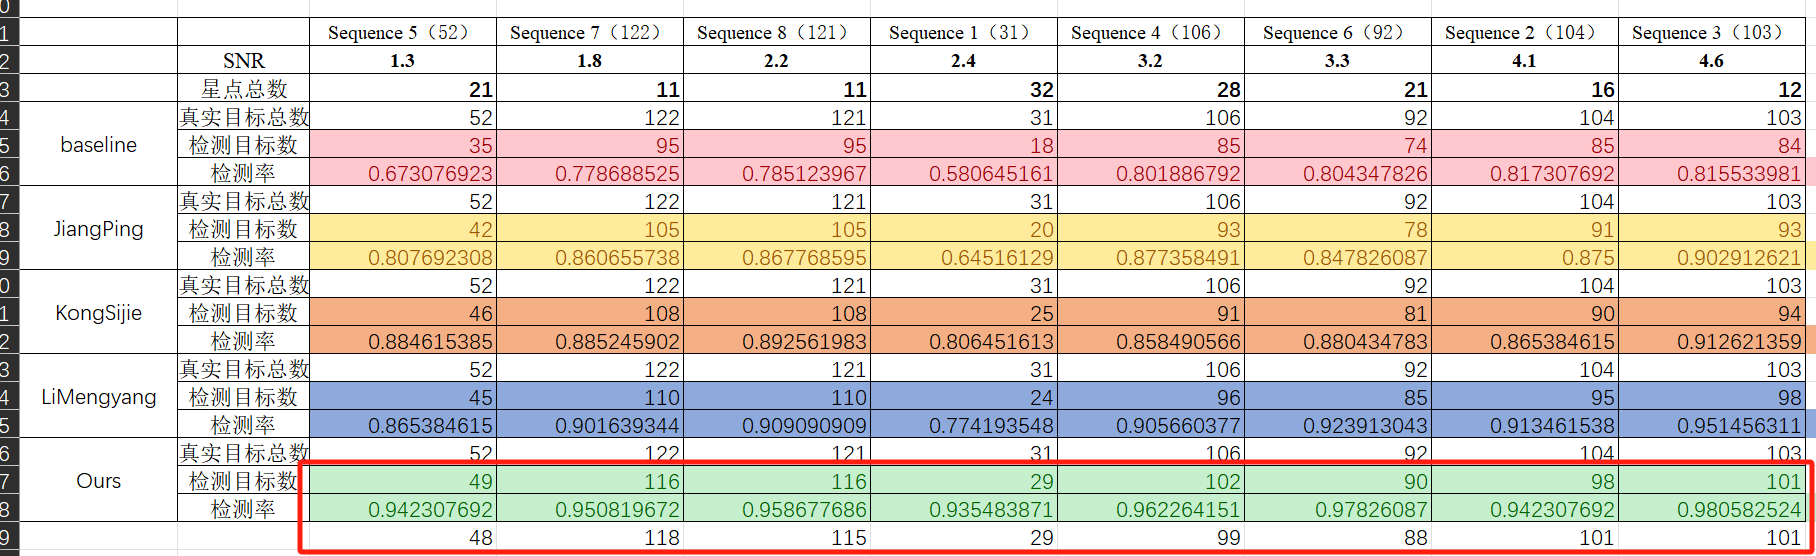 0
1 Sequence 5（52） Sequence 7（122） Sequence 8（121） Sequence 1（31） Sequence 4（106） Sequence 6（92） Sequence 2（104） Sequence 3（103）
2 SNR 1.3 1.8 2.2 2.4 3.2 3.3 4.1 4.6
3 星点总数 21 11 11 32 28 21 16 12
4 真实目标总数 52 122 121 31 106 92 104 103
5 baseline 检测目标数 35 95 95 18 85 74 85 84
6 检测率 0.673076923 0.778688525 0.785123967 0.580645161 0.801886792 0.804347826 0.817307692 0.815533981
7 真实目标总数 52 122 121 31 106 92 104 103
8 JiangPing 检测目标数 42 105 105 20 93 78 91 93
9 检测率 0.807692308 0.860655738 0.867768595 0.64516129 0.877358491 0.847826087 0.875 0.902912621
0 真实目标总数 52 122 121 31 106 92 104 103
1 KongSijie 检测目标数 46 108 108 25 91 81 90 94
2 检测率 0.884615385 0.885245902 0.892561983 0.806451613 0.858490566 0.880434783 0.865384615 0.912621359
3 真实目标总数 52 122 121 31 106 92 104 103
4 LiMengyang 检测目标数 45 110 110 24 96 85 95 98
5 检测率 0.865384615 0.901639344 0.909090909 0.774193548 0.905660377 0.923913043 0.913461538 0.951456311
6 真实目标总数 52 122 121 31 106 92 104 103
7 Ours 检测目标数 49 116 116 29 102 90 98 101
8 检测率 0.942307692 0.950819672 0.958677686 0.935483871 0.962264151 0.97826087 0.942307692 0.980582524
9 48 118 115 29 99 88 101 101